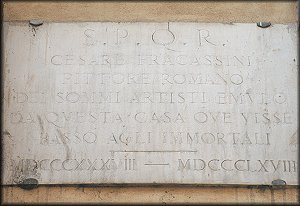 S. P. Q. R.
CESARE FRACASSINI
PITTORE ROMANO
DEI SOMMI ARTISTI EMULO
DA QUESTA CASA OVE VISSE
PASSÒ AGLI IMMORTALI
MDCCCXXXVIII — MDCCCLXVIII